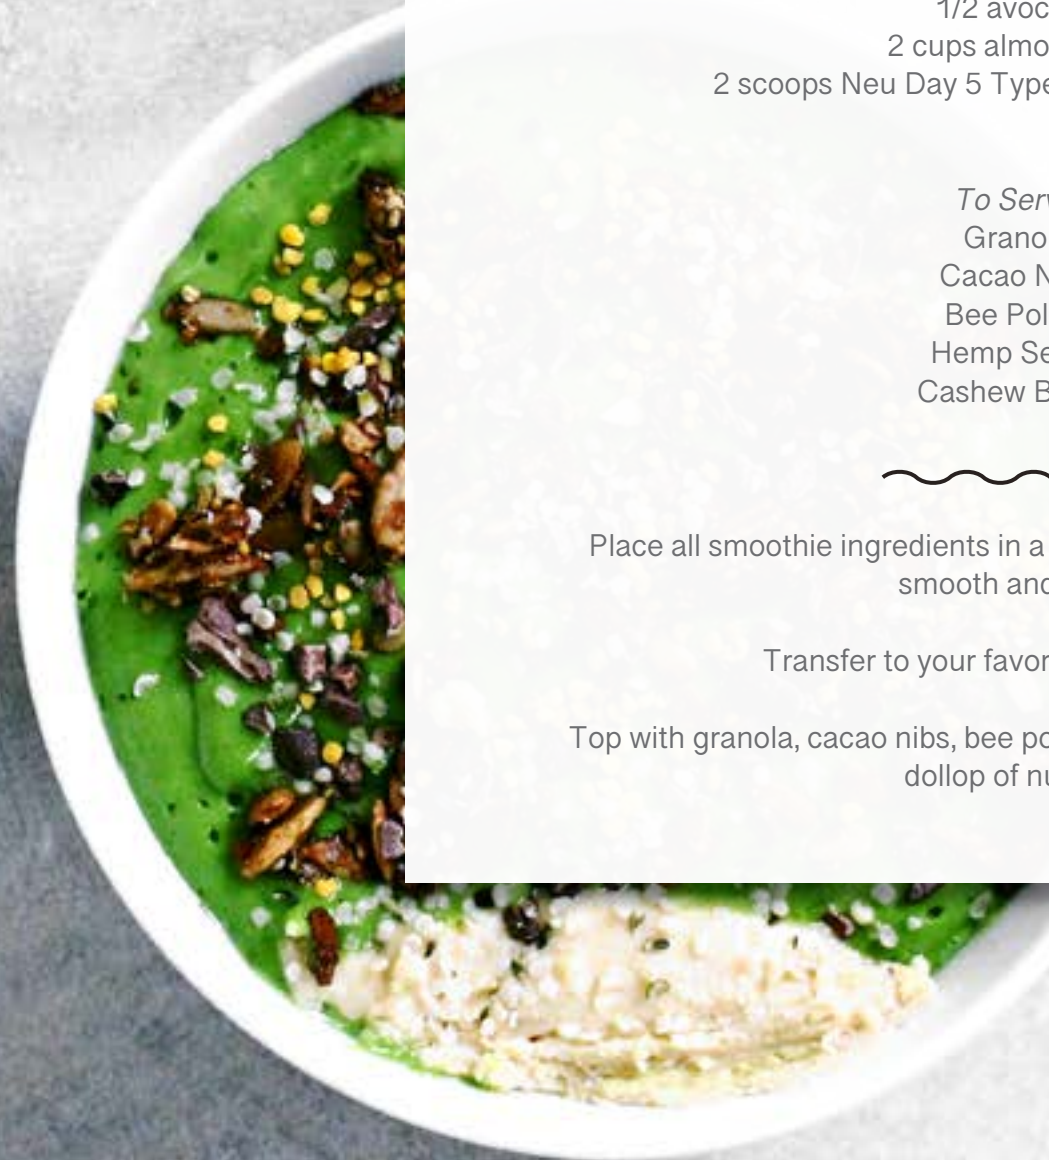 1/2 avoc
2 cups almo
2 scoops Neu Day 5 Type
To Serv
Grano
Cacao N
Bee Pol
Hemp Se
Cashew B
Place all smoothie ingredients in a
smooth and
Transfer to your favor
Top with granola, cacao nibs, bee po
dollop of nu